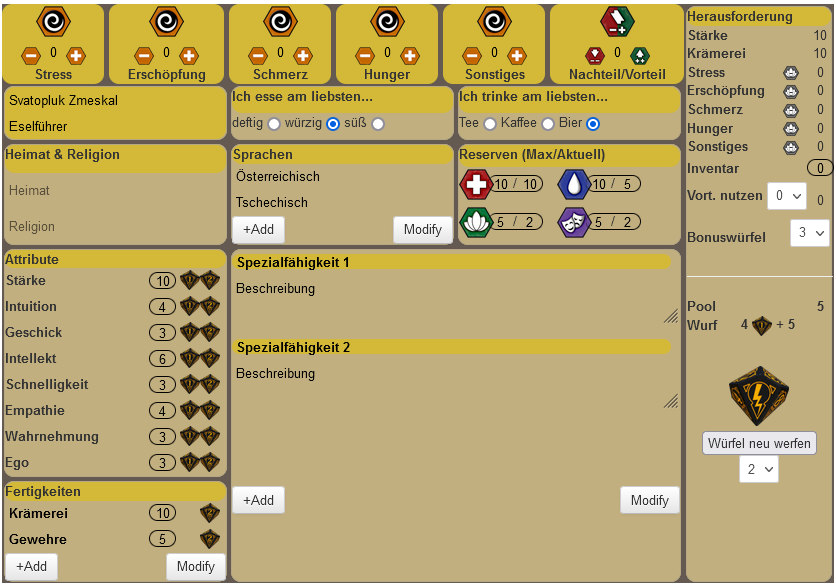 0 0 0 0 0 0
Stress Erschöpfung Schmerz Hunger Sonstiges Nachteil/Vorteil
Svatopluk Zmeskal
Eselführer
Ich esse am liebsten...
deftig würzig süß
Ich trinke am liebsten...
Tee Kaffee Bier
Heimat & Religion
Heimat
Religion
Sprachen
Österreichisch
Tschechisch
+Add Modify
Reserven (Max/Aktuell)
10 / 10 10 / 5
5 / 2 5 / 2
Attribute
Stärke 10
Intuition 4
Geschick 3
Intellekt 6
Schnelligkeit 3
Empathie 4
Wahrnehmung 3
Ego 3
Fertigkeiten
Krämerei 10
Gewehre 5
+Add Modify
Spezialfähigkeit 1
Beschreibung
Spezialfähigkeit 2
Beschreibung
+Add Modify
Herausforderung
Stärke 10
Krämerei 10
Stress 0
Erschöpfung 0
Schmerz 0
Hunger 0
Sonstiges 0
Inventar 0
Vort. nutzen 0 0
Bonuswürfel 3
Pool 5
Wurf 4 + 5
Würfel neu werfen
2